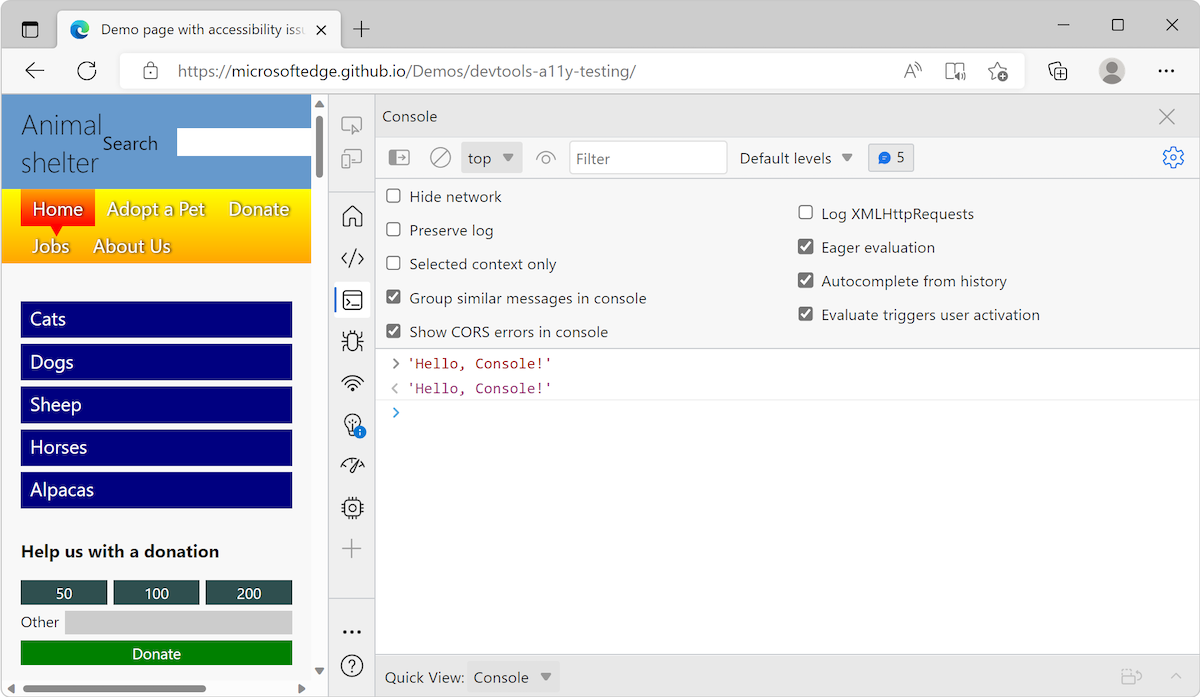 Demo page with accessibility iss
https://microsoftedge.github.io/Demos/devtools-a11y-testing/
Animal
shelter
Search
Home Adopt a Pet Donate
Jobs About Us
Cats
Dogs
Sheep
Horses
Alpacas
Help us with a donation
50 100 200
Other
Donate
Console
top Filter Default levels 5
Hide network
Preserve log
Selected context only
Group similar messages in console
Show CORS errors in console
Log XMLHttpRequests
Eager evaluation
Autocomplete from history
Evaluate triggers user activation
> 'Hello, Console!'
< 'Hello, Console!'
>
Quick View: Console